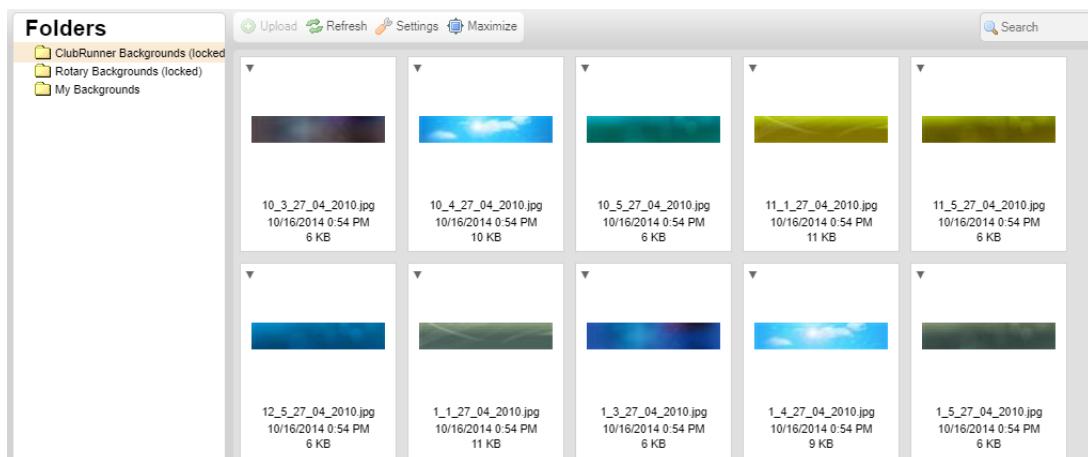 Folders
ClubRunner Backgrounds (locked
Rotary Backgrounds (locked)
My Backgrounds
Upload Refresh Settings Maximize
Search
10_3_27_04_2010.jpg
10/16/2014 0:54 PM
6 KB
10_4_27_04_2010.jpg
10/16/2014 0:54 PM
10 KB
10_5_27_04_2010.jpg
10/16/2014 0:54 PM
6 KB
11_1_27_04_2010.jpg
10/16/2014 0:54 PM
11 KB
11_5_27_04_2010.jpg
10/16/2014 0:54 PM
6 KB
12_5_27_04_2010.jpg
10/16/2014 0:54 PM
6 KB
1_1_27_04_2010.jpg
10/16/2014 0:54 PM
11 KB
1_3_27_04_2010.jpg
10/16/2014 0:54 PM
6 KB
1_4_27_04_2010.jpg
10/16/2014 0:54 PM
9 KB
1_5_27_04_2010.jpg
10/16/2014 0:54 PM
6 KB